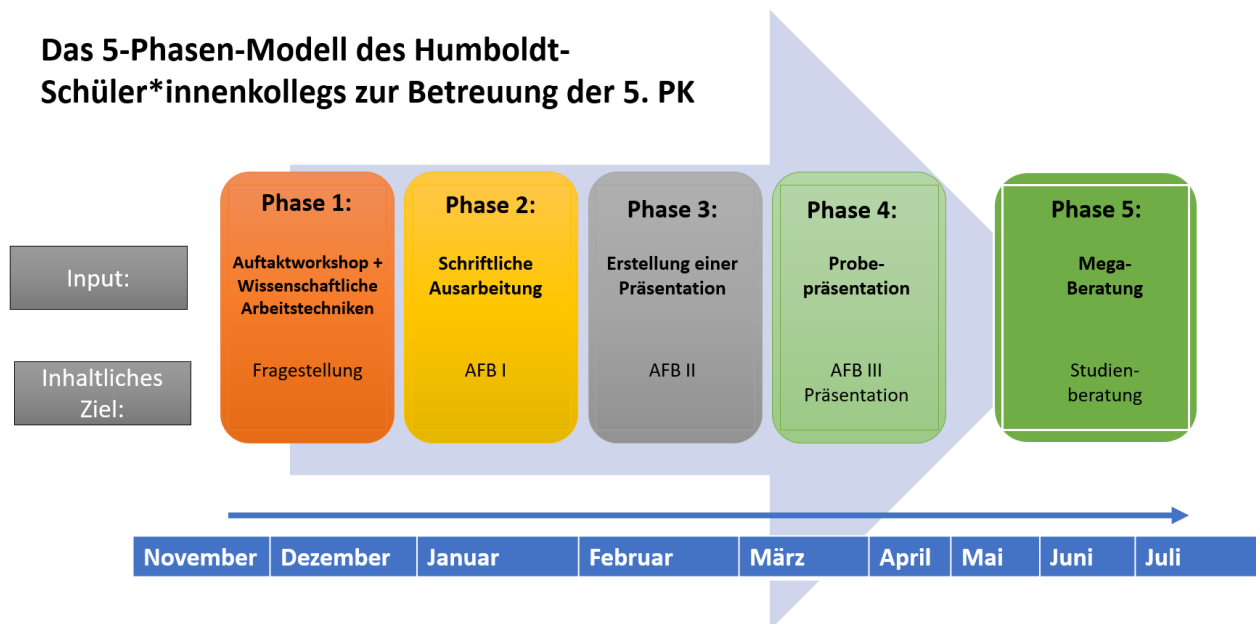 Das 5-Phasen-Modell des Humboldt-
Schüler*innenkollegs zur Betreuung der 5. PK
Input:
Inhaltliches
Ziel:
Phase 1:
Auftaktworkshop +
Wissenschaftliche
Arbeitstechniken
Fragestellung
Phase 2:
Schriftliche
Ausarbeitung
AFB I
Phase 3:
Erstellung einer
Präsentation
AFB II
Phase 4:
Probe-
präsentation
AFB III
Präsentation
Phase 5:
Mega-
Beratung
Studien-
beratung
November Dezember Januar Februar März April Mai Juni Juli